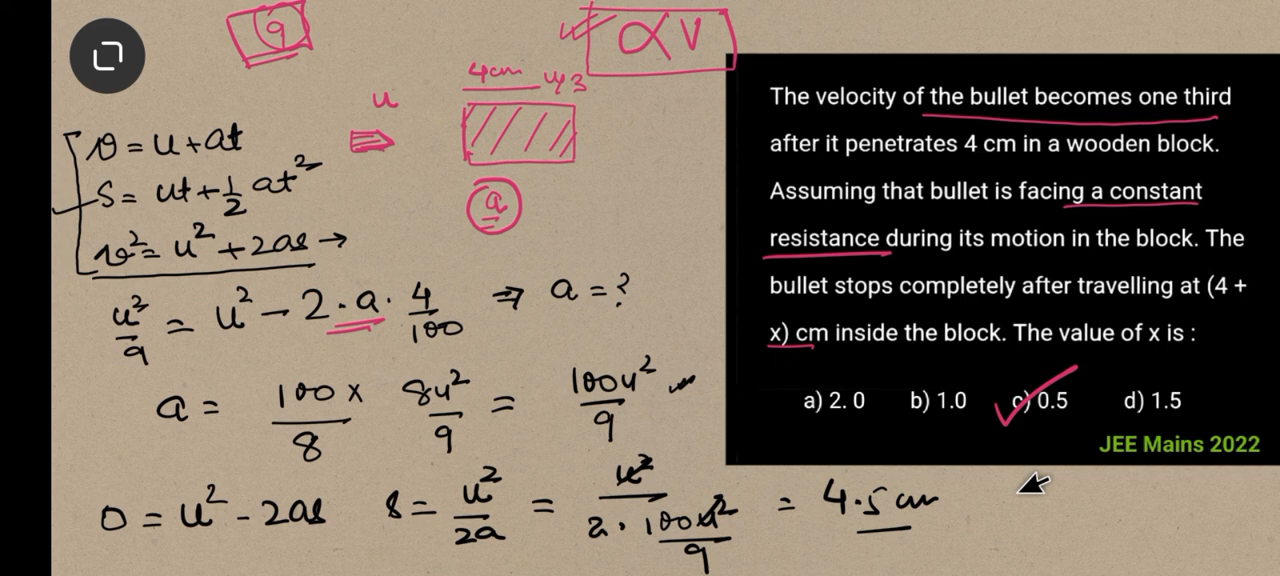 9
α V
4cm u/3
u
v = u + at
S = ut + 1/2 at²
v² = u² + 2as →
a
u²/9 = u² - 2 . a . 4/100 ⇒ a = ?
a = 100 x/8 8u²/9 = 100u²/9
0 = u² - 2as s = u²/2a = u²/2 . 100u²/9 = 4.5 cm
The velocity of the bullet becomes one third
after it penetrates 4 cm in a wooden block.
Assuming that bullet is facing a constant
resistance during its motion in the block. The
bullet stops completely after travelling at (4 +
x) cm inside the block. The value of x is :
a) 2. 0 b) 1.0 c) 0.5 d) 1.5
JEE Mains 2022